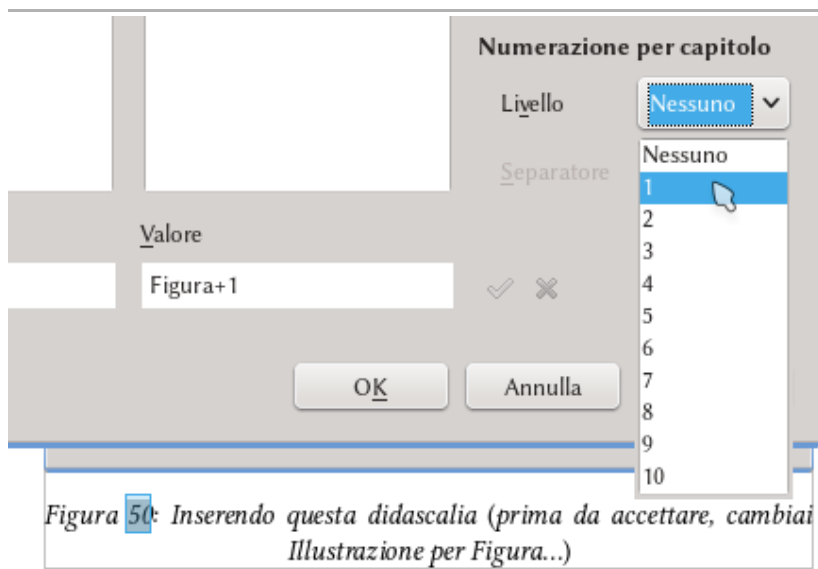 Numerazione per capitolo
Livello
Nessuno
Nessuno
Separatore
1
2
Valore
3
Figura+1
4
5
6
OK
Annulla
7
8
9
10
Figura 50: Inserendo questa didascalia (prima da accettare, cambiai
Illustrazione per Figura…)